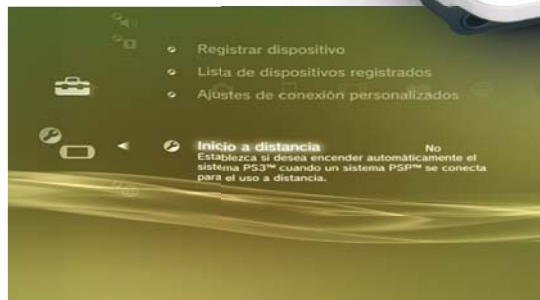 Registrar dispositivo
Lista de dispositivos registrados
Ajustes de conexión personalizados
Inicio a distancia No
Establezca si desea encender automáticamente el
sistema PS3™ cuando un sistema PSP™ se conecta
para el uso a distancia.